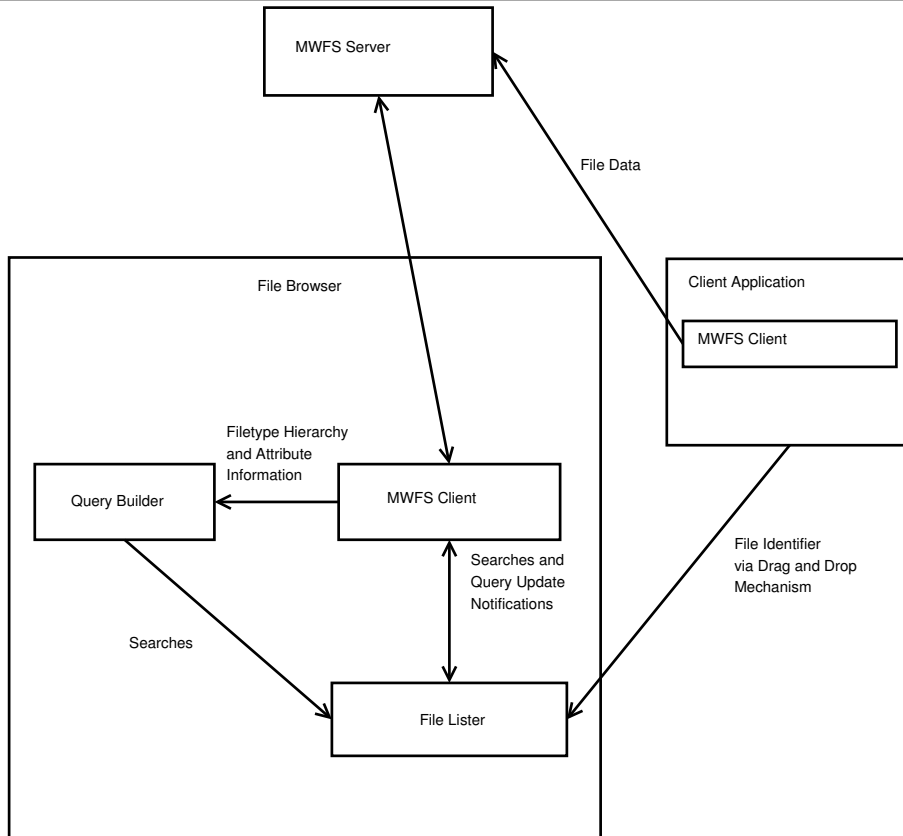 MWFS Server
File Data
File Browser
Client Application
MWFS Client
Filetype Hierarchy
and Attribute
Information
Query Builder
MWFS Client
Searches and
Query Update
Notifications
File Identifier
via Drag and Drop
Mechanism
Searches
File Lister